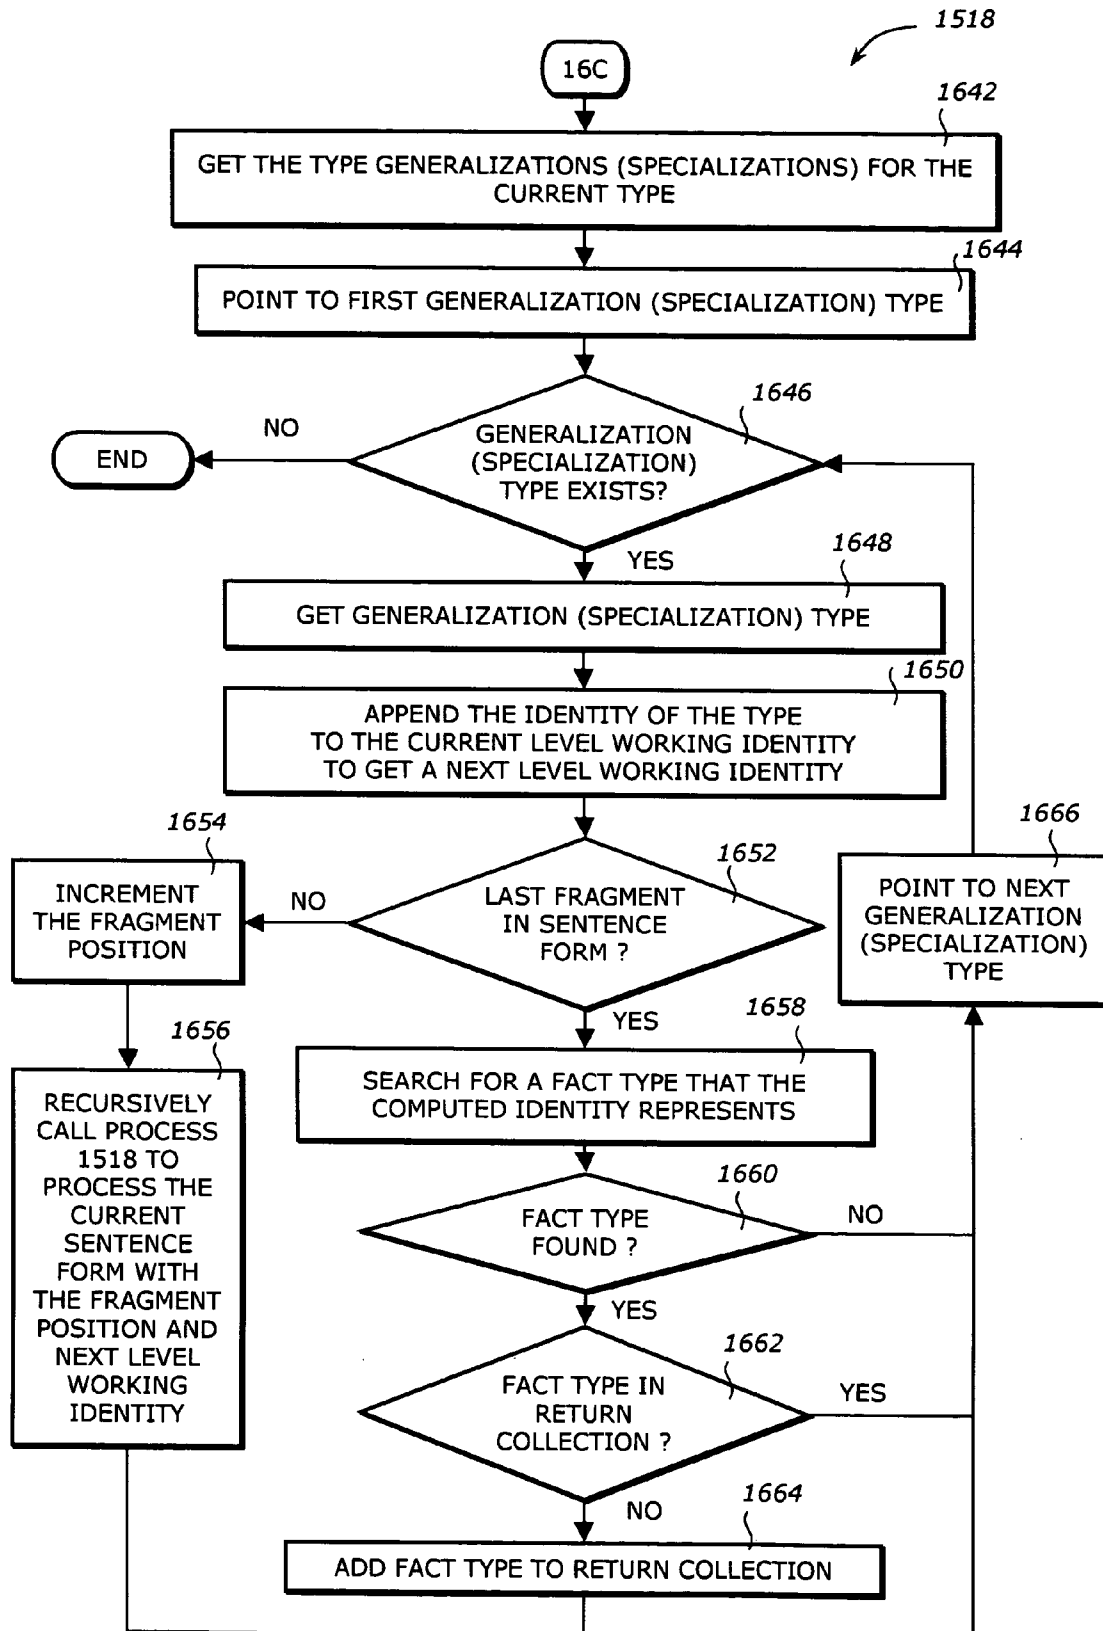 1518
16C
1642
GET THE TYPE GENERALIZATIONS (SPECIALIZATIONS) FOR THE
CURRENT TYPE
1644
POINT TO FIRST GENERALIZATION (SPECIALIZATION) TYPE
1646
NO
GENERALIZATION
(SPECIALIZATION)
TYPE EXISTS?
END
YES
1648
GET GENERALIZATION (SPECIALIZATION) TYPE
1650
APPEND THE IDENTITY OF THE TYPE
TO THE CURRENT LEVEL WORKING IDENTITY
TO GET A NEXT LEVEL WORKING IDENTITY
1654
INCREMENT
THE FRAGMENT
POSITION
NO
1652
LAST FRAGMENT
IN SENTENCE
FORM ?
1666
POINT TO NEXT
GENERALIZATION
(SPECIALIZATION)
TYPE
YES
1656
RECURSIVELY
CALL PROCESS
1518 TO
PROCESS THE
CURRENT
SENTENCE
FORM WITH
THE FRAGMENT
POSITION AND
NEXT LEVEL
WORKING
IDENTITY
1658
SEARCH FOR A FACT TYPE THAT THE
COMPUTED IDENTITY REPRESENTS
1660
FACT TYPE
FOUND ?
NO
YES
1662
FACT TYPE IN
RETURN
COLLECTION ?
YES
NO
1664
ADD FACT TYPE TO RETURN COLLECTION